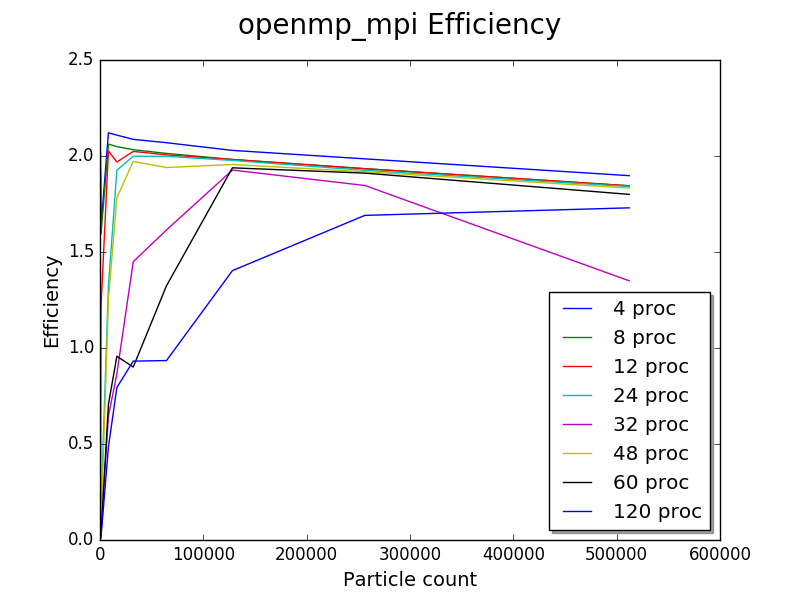 openmp_mpi Efficiency
2.5
2.0
1.5
1.0
0.5
0.0
Efficiency
4 proc
8 proc
12 proc
24 proc
32 proc
48 proc
60 proc
120 proc
0 100000 200000 300000 400000 500000 600000
Particle count